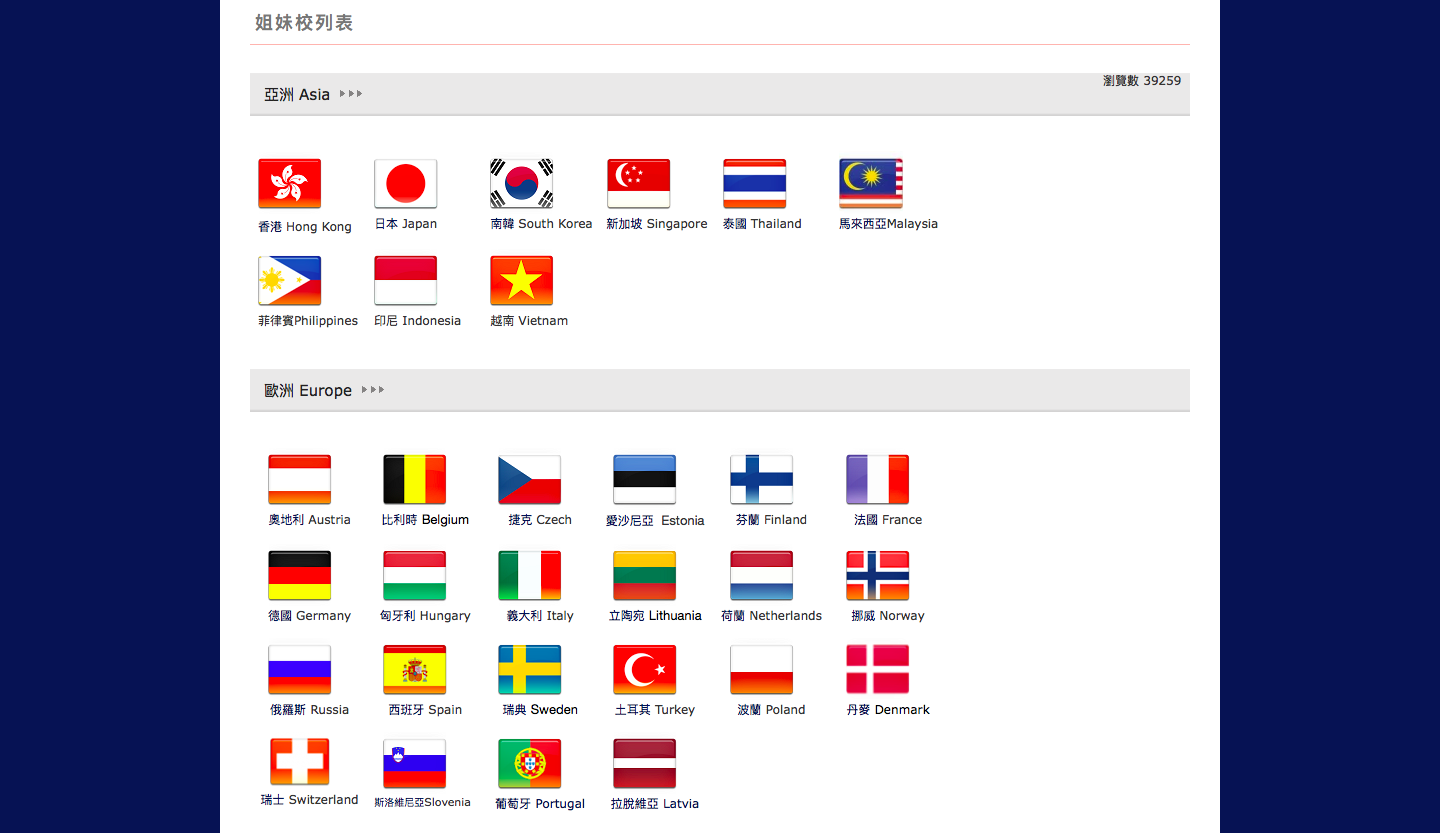 姐妹校列表
瀏覽數 39259
亞洲 Asia
香港 Hong Kong
日本 Japan
南韓 South Korea
新加坡 Singapore
泰國 Thailand
馬來西亞Malaysia
菲律賓Philippines
印尼 Indonesia
越南 Vietnam
歐洲 Europe
奧地利 Austria
比利時 Belgium
捷克 Czech
愛沙尼亞 Estonia
芬蘭 Finland
法國 France
德國 Germany
匈牙利 Hungary
義大利 Italy
立陶宛 Lithuania
荷蘭 Netherlands
挪威 Norway
俄羅斯 Russia
西班牙 Spain
瑞典 Sweden
土耳其 Turkey
波蘭 Poland
丹麥 Denmark
瑞士 Switzerland
斯洛維尼亞Slovenia
葡萄牙 Portugal
拉脫維亞 Latvia